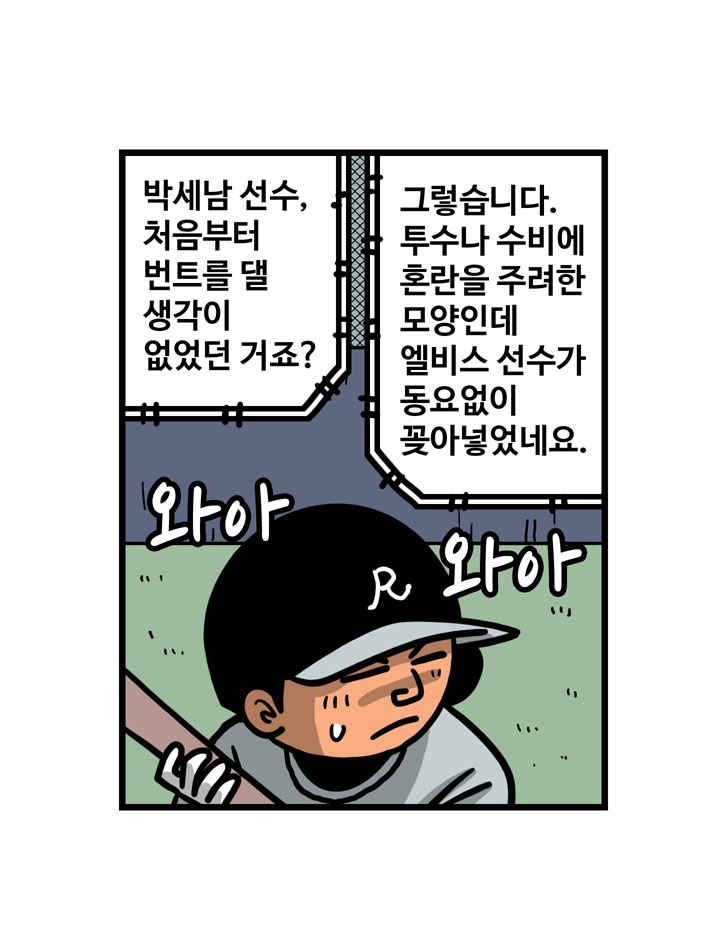 박세남 선수,
처음부터
번트를 댈
생각이
없었던 거죠?
그렇습니다.
투수나 수비에
혼란을 주려한
모양인데
엘비스 선수가
동요없이
꽂아넣었네요.
와아
와아
R